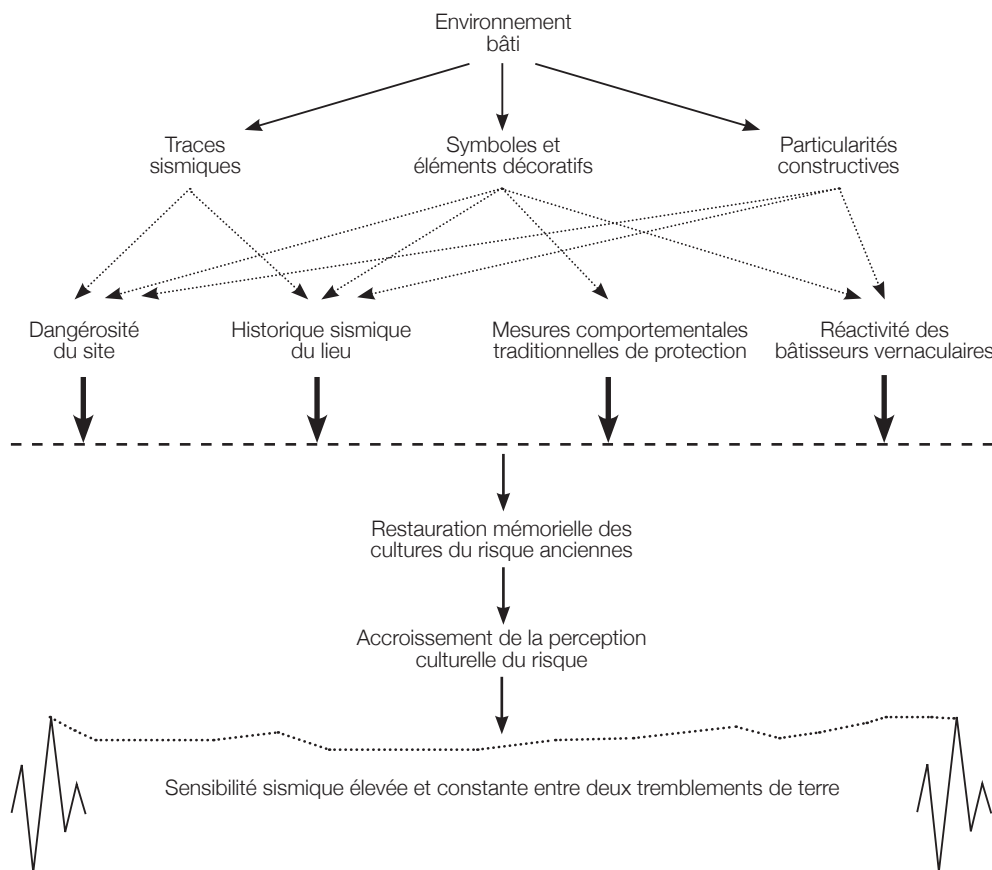 Environnement
bâti
Traces
sismiques
Symboles et
éléments décoratifs
Particularités
constructives
Dangérosité
du site
Historique sismique
du lieu
Mesures comportementales
traditionnelles de protection
Réactivité des
bâtisseurs vernaculaires
Restauration mémorielle des
cultures du risque anciennes
Accroissement de la perception
culturelle du risque
Sensibilité sismique élevée et constante entre deux tremblements de terre